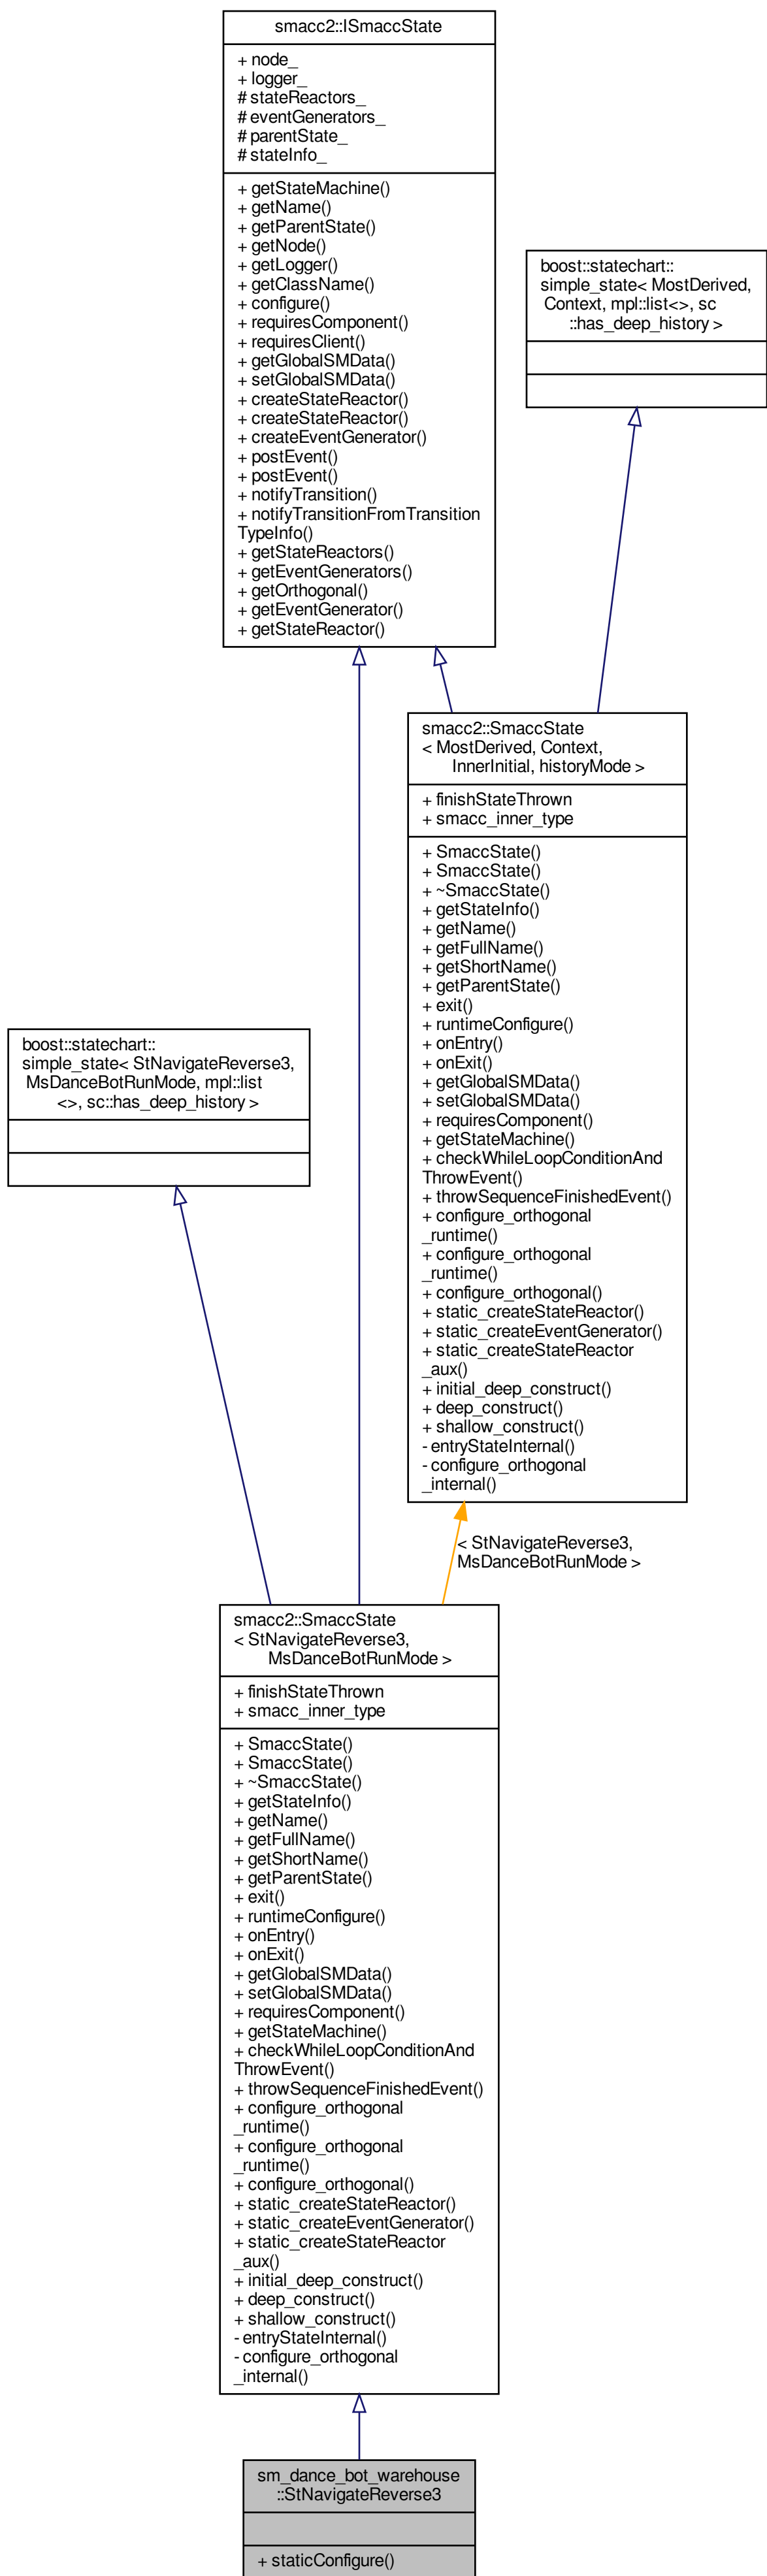 smacc2::ISmaccState
+ node_
+ logger_
# stateReactors_
# eventGenerators_
# parentState_
# stateInfo_
+ getStateMachine()
+ getName()
+ getParentState()
+ getNode()
+ getLogger()
+ getClassName()
+ configure()
+ requiresComponent()
+ requiresClient()
+ getGlobalSMData()
+ setGlobalSMData()
+ createStateReactor()
+ createStateReactor()
+ createEventGenerator()
+ postEvent()
+ postEvent()
+ notifyTransition()
+ notifyTransitionFromTransition
TypeInfo()
+ getStateReactors()
+ getEventGenerators()
+ getOrthogonal()
+ getEventGenerator()
+ getStateReactor()
boost::statechart::
simple_state< MostDerived,
Context, mpl::list<>, sc
::has_deep_history >
smacc2::SmaccState
< MostDerived, Context,
InnerInitial, historyMode >
+ finishStateThrown
+ smacc_inner_type
+ SmaccState()
+ SmaccState()
+ ~SmaccState()
+ getStateInfo()
+ getName()
+ getFullName()
+ getShortName()
+ getParentState()
+ exit()
+ runtimeConfigure()
+ onEntry()
+ onExit()
+ getGlobalSMData()
+ setGlobalSMData()
+ requiresComponent()
+ getStateMachine()
+ checkWhileLoopConditionAnd
ThrowEvent()
+ throwSequenceFinishedEvent()
+ configure_orthogonal
_runtime()
+ configure_orthogonal
_runtime()
+ configure_orthogonal()
+ static_createStateReactor()
+ static_createEventGenerator()
+ static_createStateReactor
_aux()
+ initial_deep_construct()
+ deep_construct()
+ shallow_construct()
- entryStateInternal()
- configure_orthogonal
_internal()
boost::statechart::
simple_state< StNavigateReverse3,
MsDanceBotRunMode, mpl::list
<>, sc::has_deep_history >
< StNavigateReverse3,
MsDanceBotRunMode >
smacc2::SmaccState
< StNavigateReverse3,
MsDanceBotRunMode >
+ finishStateThrown
+ smacc_inner_type
+ SmaccState()
+ SmaccState()
+ ~SmaccState()
+ getStateInfo()
+ getName()
+ getFullName()
+ getShortName()
+ getParentState()
+ exit()
+ runtimeConfigure()
+ onEntry()
+ onExit()
+ getGlobalSMData()
+ setGlobalSMData()
+ requiresComponent()
+ getStateMachine()
+ checkWhileLoopConditionAnd
ThrowEvent()
+ throwSequenceFinishedEvent()
+ configure_orthogonal
_runtime()
+ configure_orthogonal
_runtime()
+ configure_orthogonal()
+ static_createStateReactor()
+ static_createEventGenerator()
+ static_createStateReactor
_aux()
+ initial_deep_construct()
+ deep_construct()
+ shallow_construct()
- entryStateInternal()
- configure_orthogonal
_internal()
sm_dance_bot_warehouse
::StNavigateReverse3
+ staticConfigure()